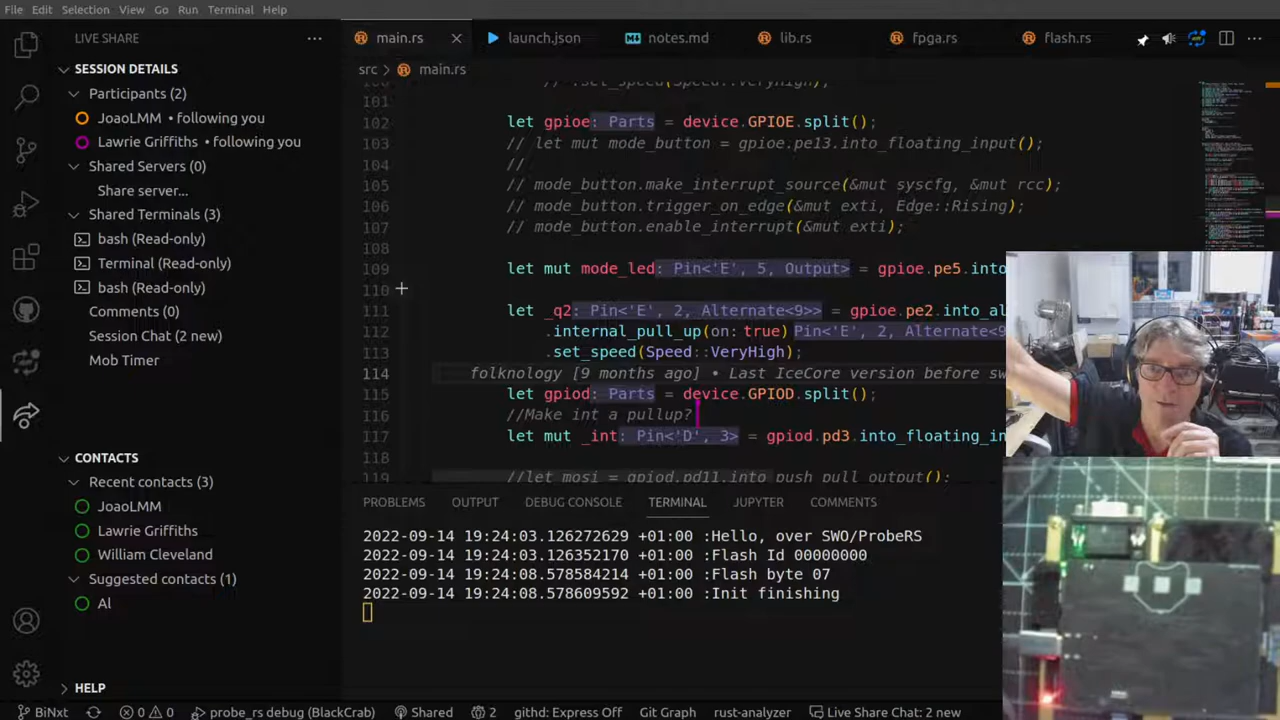 File Edit Selection View Go Run Terminal Help
LIVE SHARE
main.rs
launch.json
notes.md
lib.rs
fpga.rs
flash.rs
SESSION DETAILS
Participants (2)
JoaoLMM • following you
Lawrie Griffiths • following you
Shared Servers (0)
Share server...
Shared Terminals (3)
bash (Read-only)
Terminal (Read-only)
bash (Read-only)
Comments (0)
Session Chat (2 new)
Mob Timer
CONTACTS
Recent contacts (3)
JoaoLMM
Lawrie Griffiths
William Cleveland
Suggested contacts (1)
Al
HELP
src > main.rs
// .set_speed(Speed::VeryHigh);
101
102 let gpioe: Parts = device.GPIOE.split();
103 // let mut mode_button = gpioe.pe13.into_floating_input();
104 //
105 // mode_button.make_interrupt_source(&mut syscfg, &mut rcc);
106 // mode_button.trigger_on_edge(&mut exti, Edge::Rising);
107 // mode_button.enable_interrupt(&mut exti);
108
109 let mut mode_led: Pin<'E', 5, Output> = gpioe.pe5.into
110
111 let _q2: Pin<'E', 2, Alternate<9>> = gpioe.pe2.into_al
112 .internal_pull_up(on: true) Pin<'E', 2, Alternate<9
113 .set_speed(Speed::VeryHigh);
114 folknology [9 months ago] • Last IceCore version before sw
115 let gpiod: Parts = device.GPIOD.split();
116 //Make int a pullup?
117 let mut _int: Pin<'D', 3> = gpiod.pd3.into_floating_in
119 //let mosi = gpiod.pd11.into_push_pull_output();
PROBLEMS OUTPUT DEBUG CONSOLE TERMINAL JUPYTER COMMENTS
2022-09-14 19:24:03.126272629 +01:00 :Hello, over SWO/ProbeRS
2022-09-14 19:24:03.126352170 +01:00 :Flash Id 00000000
2022-09-14 19:24:08.578584214 +01:00 :Flash byte 07
2022-09-14 19:24:08.578609592 +01:00 :Init finishing
BiNxt 0 0 probe_rs debug (BlackCrab) Shared 2 githd: Express Off Git Graph rust-analyzer Live Share Chat: 2 new